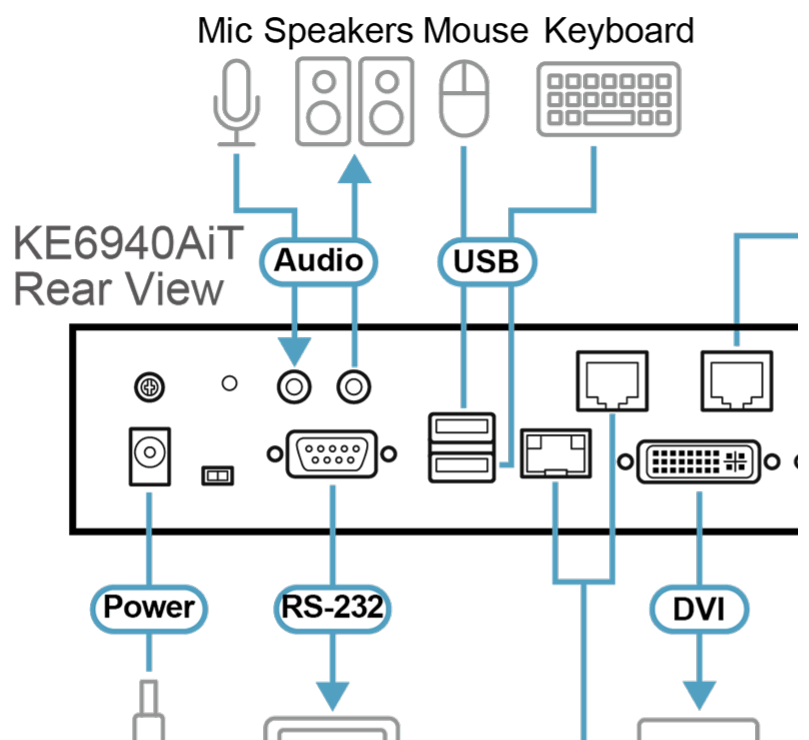 Mic Speakers Mouse Keyboard
KE6940AiT
Rear View
Audio
USB
Power
RS-232
DVI